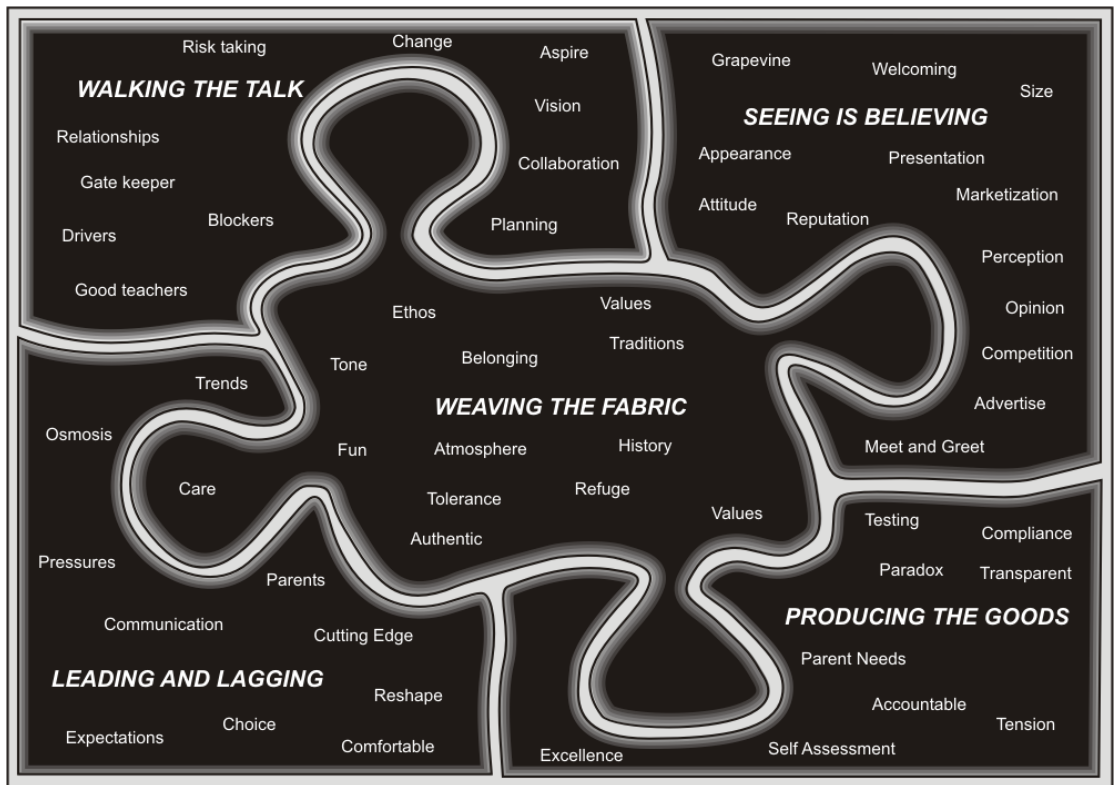 Risk taking
Change
Aspire
WALKING THE TALK
Vision
Relationships
Collaboration
Gate keeper
Blockers
Planning
Drivers
Good teachers
Grapevine
Welcoming
Size
SEEING IS BELIEVING
Appearance
Presentation
Marketization
Attitude
Reputation
Perception
Opinion
Competition
Advertise
Meet and Greet
Ethos
Values
Traditions
Tone
Belonging
WEAVING THE FABRIC
Fun
Atmosphere
History
Care
Tolerance
Refuge
Values
Authentic
Trends
Osmosis
Pressures
Parents
Communication
Cutting Edge
LEADING AND LAGGING
Reshape
Choice
Expectations
Comfortable
Testing
Compliance
Paradox
Transparent
PRODUCING THE GOODS
Parent Needs
Accountable
Tension
Self Assessment
Excellence